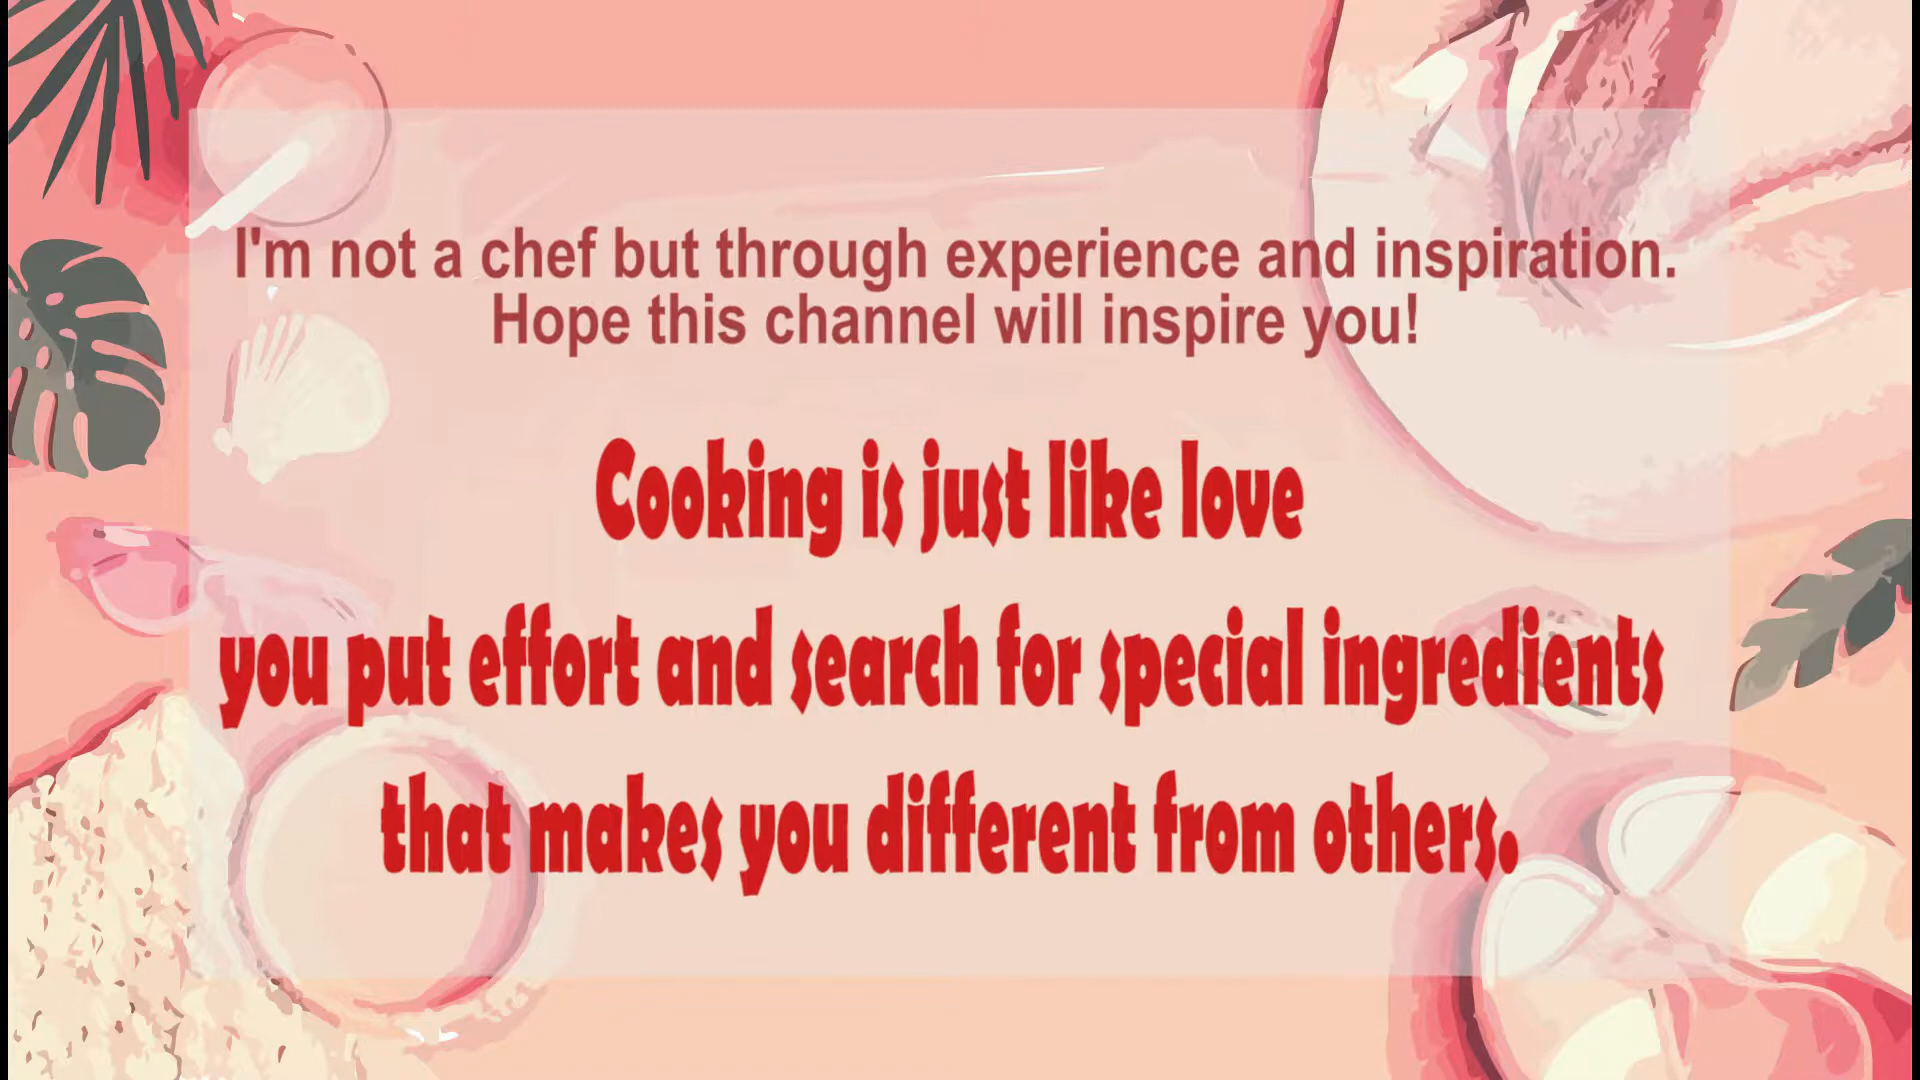 I'm not a chef but through experience and inspiration.
Hope this channel will inspire you!
Cooking is just like love
you put effort and search for special ingredients
that makes you different from others.